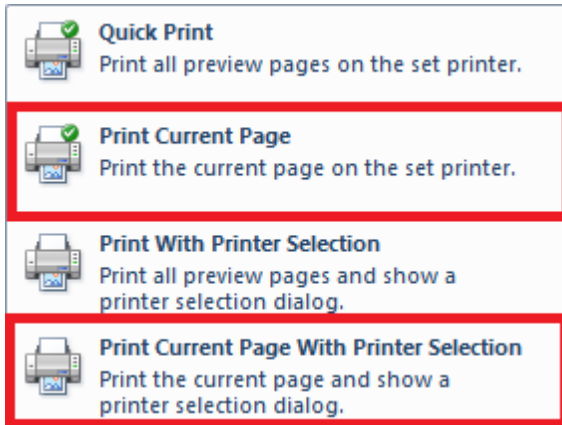 Quick Print
Print all preview pages on the set printer.
Print Current Page
Print the current page on the set printer.
Print With Printer Selection
Print all preview pages and show a
printer selection dialog.
Print Current Page With Printer Selection
Print the current page and show a
printer selection dialog.